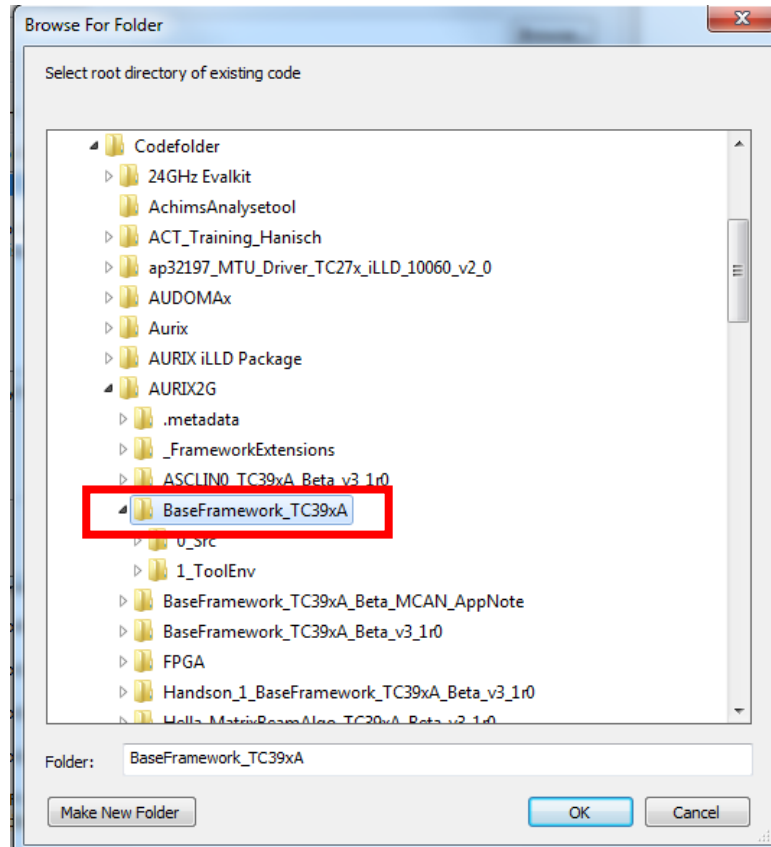 Browse For Folder
Select root directory of existing code
Codefolder
24GHz Evalkit
AchimsAnalysetool
ACT_Training_Hanisch
ap32197_MTU_Driver_TC27x_iLLD_10060_v2_0
AUDOMAx
Aurix
AURIX iLLD Package
AURIX2G
.metadata
_FrameworkExtensions
ASCLIN0_TC39xA_Beta_v3_1r0
BaseFramework_TC39xA
0_Src
1_ToolEnv
BaseFramework_TC39xA_Beta_MCAN_AppNote
BaseFramework_TC39xA_Beta_v3_1r0
FPGA
Handson_1_BaseFramework_TC39xA_Beta_v3_1r0
Hella_MatrixBeamAlgo_TC39xA_Beta_v3_1r0
Folder: BaseFramework_TC39xA
Make New Folder OK Cancel